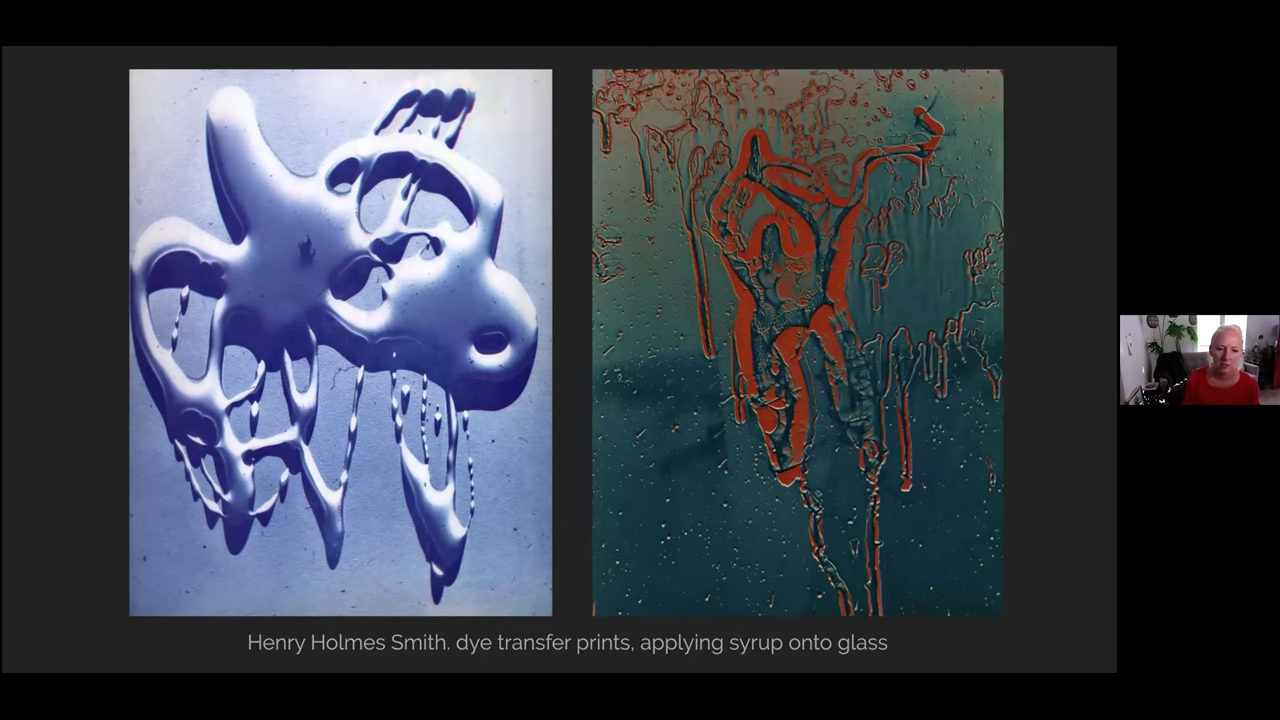 Henry Holmes Smith. dye transfer prints, applying syrup onto glass